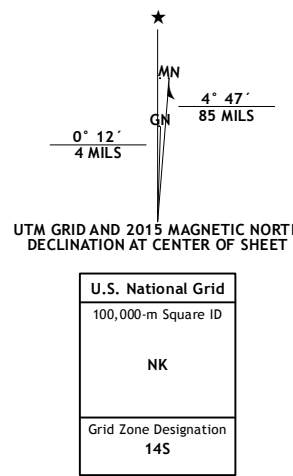 ★
MN
4° 47´
85 MILS
GN
0° 12´
4 MILS
UTM GRID AND 2015 MAGNETIC NORTH
DECLINATION AT CENTER OF SHEET
U.S. National Grid
100,000-m Square ID
NK
Grid Zone Designation
14S